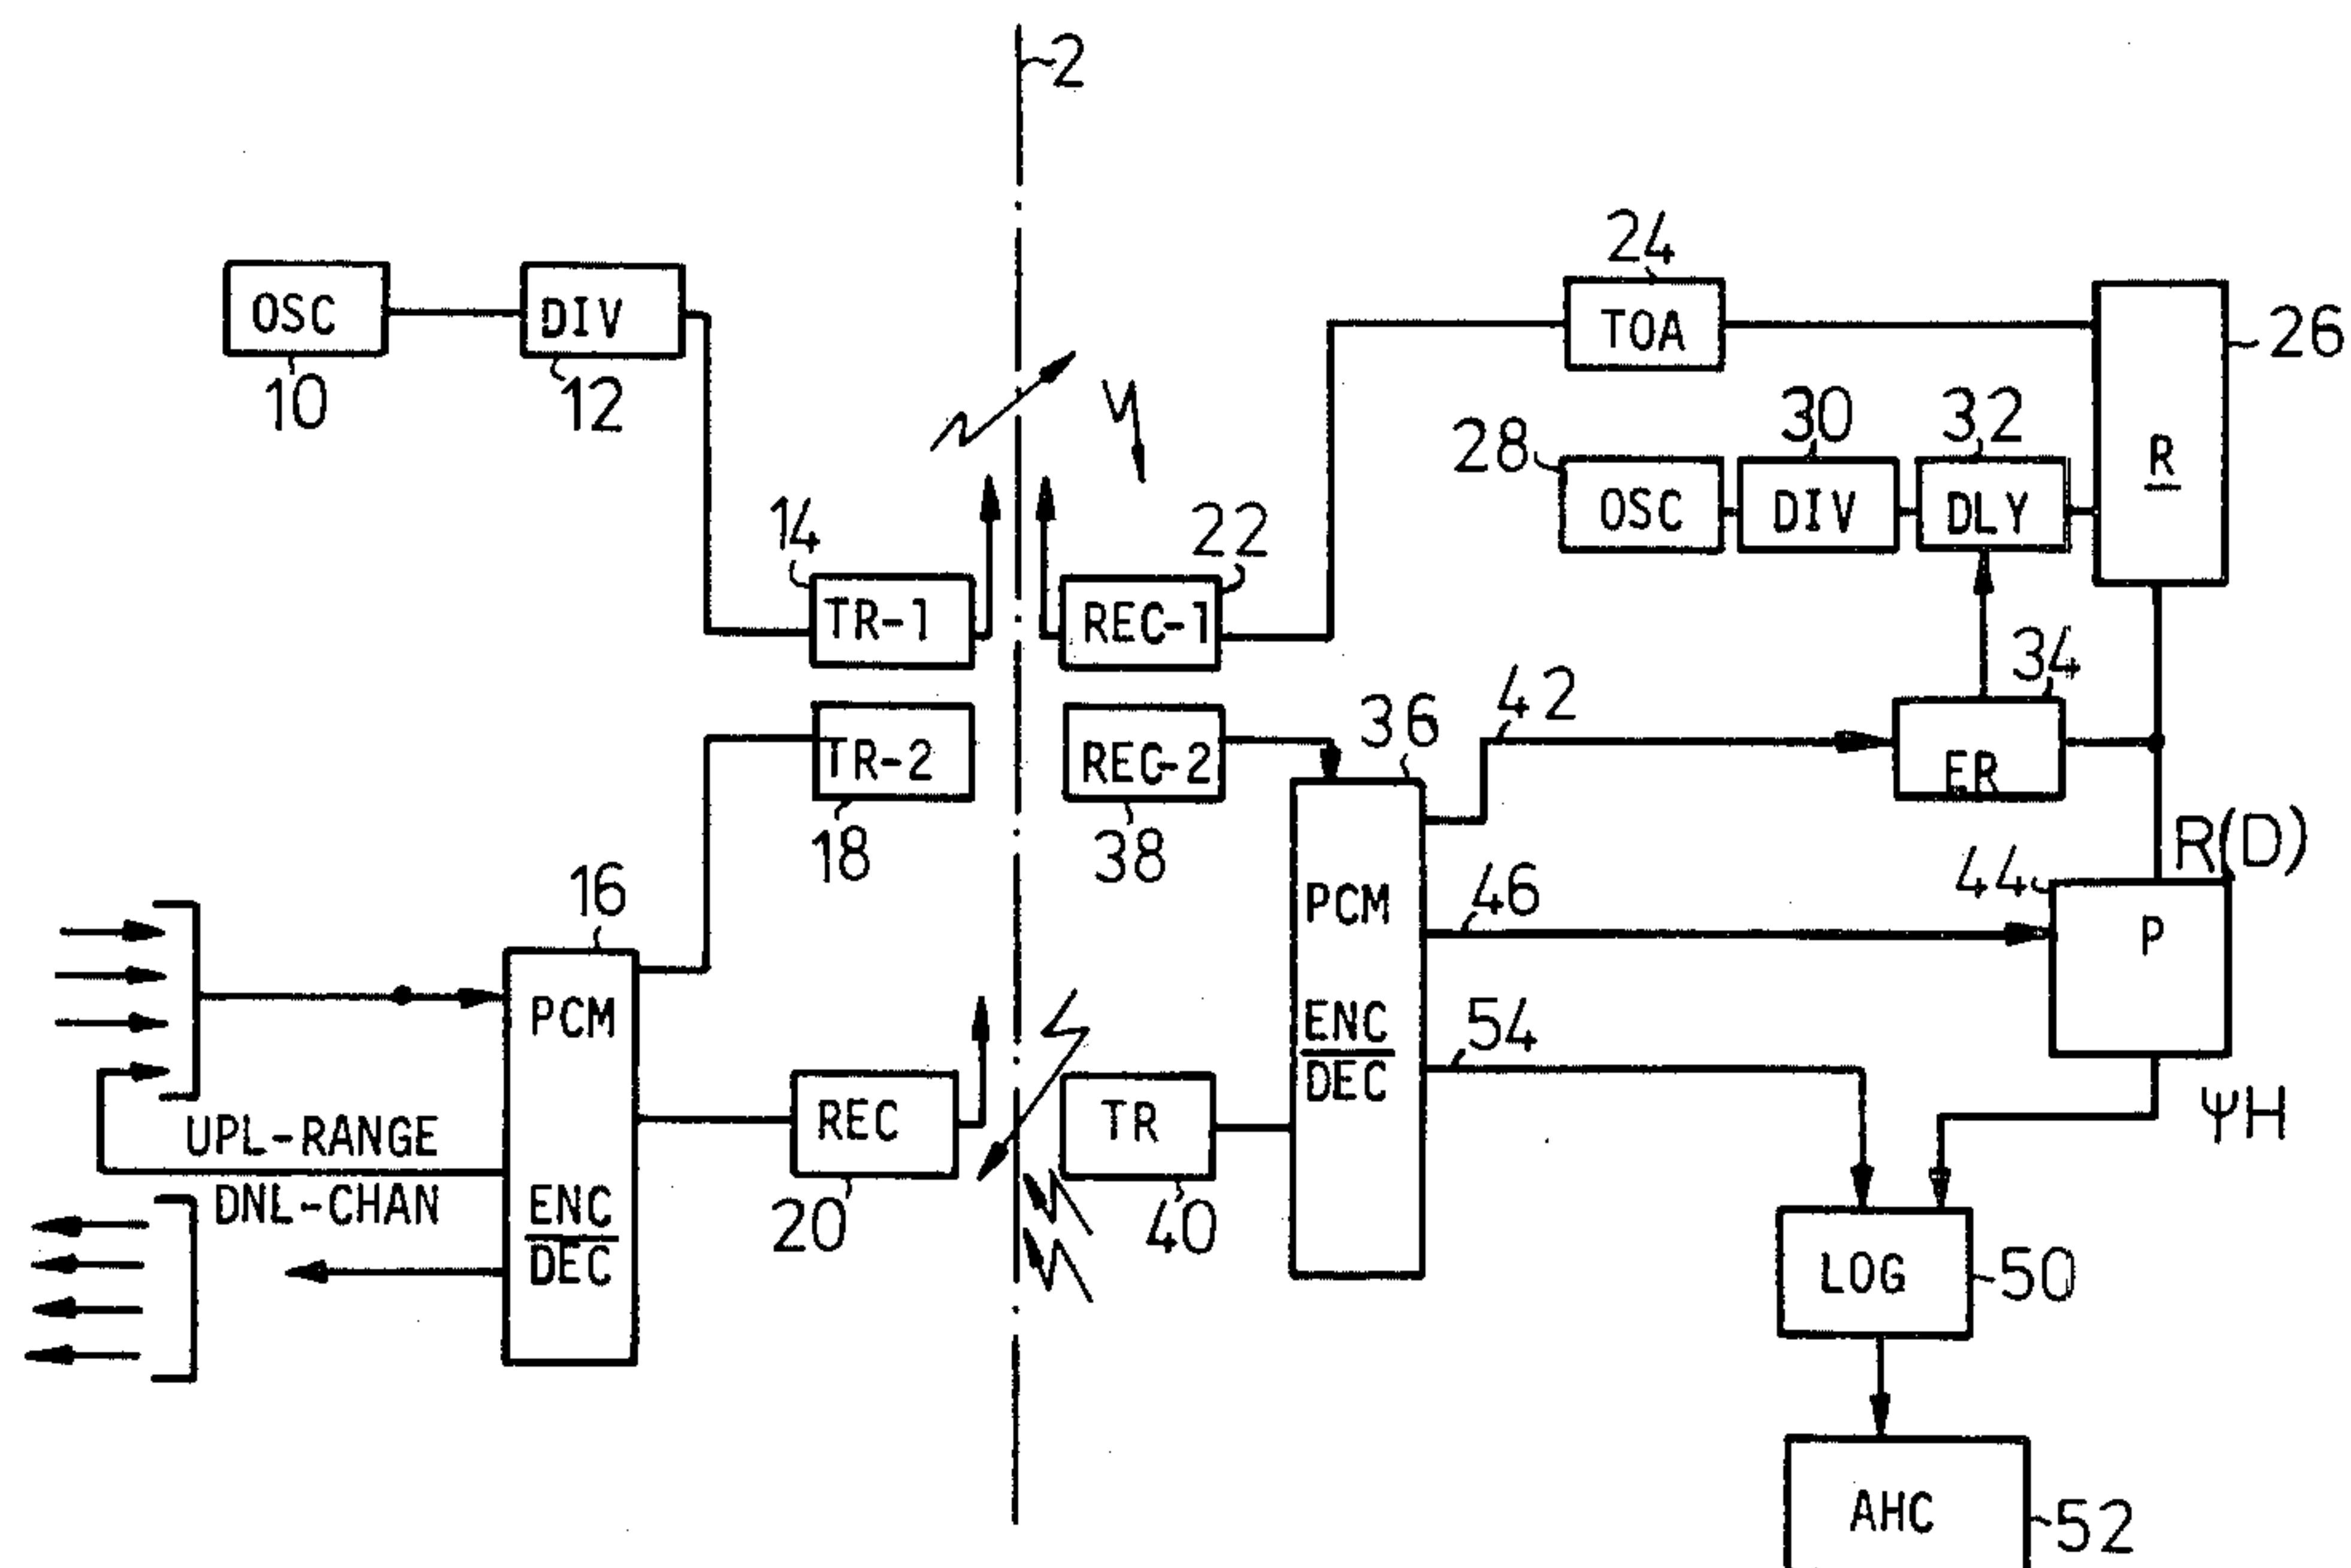 2
24
26
OSC
DIV
TOA
10
12
28
30
32
R
OSC
DIV
DLY
14
22
TR-1
REC-1
34
42
36
TR-2
REC-2
ER
18
38
R(D)
16
44
46
PCM
P
PCM
54
ENC
DEC
UPL-RANGE
REC
TR
ΨH
DNL-CHAN
ENC
DEC
20
40
LOG
50
AHC
52